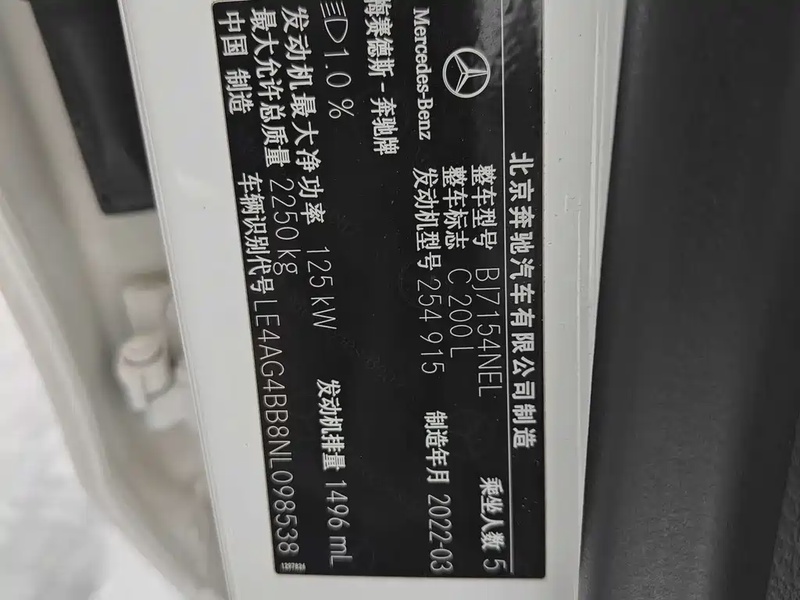 北京奔驰汽车有限公司制造
Mercedes-Benz
整车型号 BJ7154NEL 乘坐人数 5
整车标志 C 200 L
发动机型号 254 915 制造年月 2022-03
梅赛德斯-奔驰牌
1.0 %
发动机排量 1496 mL
发动机最大净功率 125 kW
最大允许总质量 2250 kg
车辆识别代号 LE4AG4BB8NL098538
中国 制造